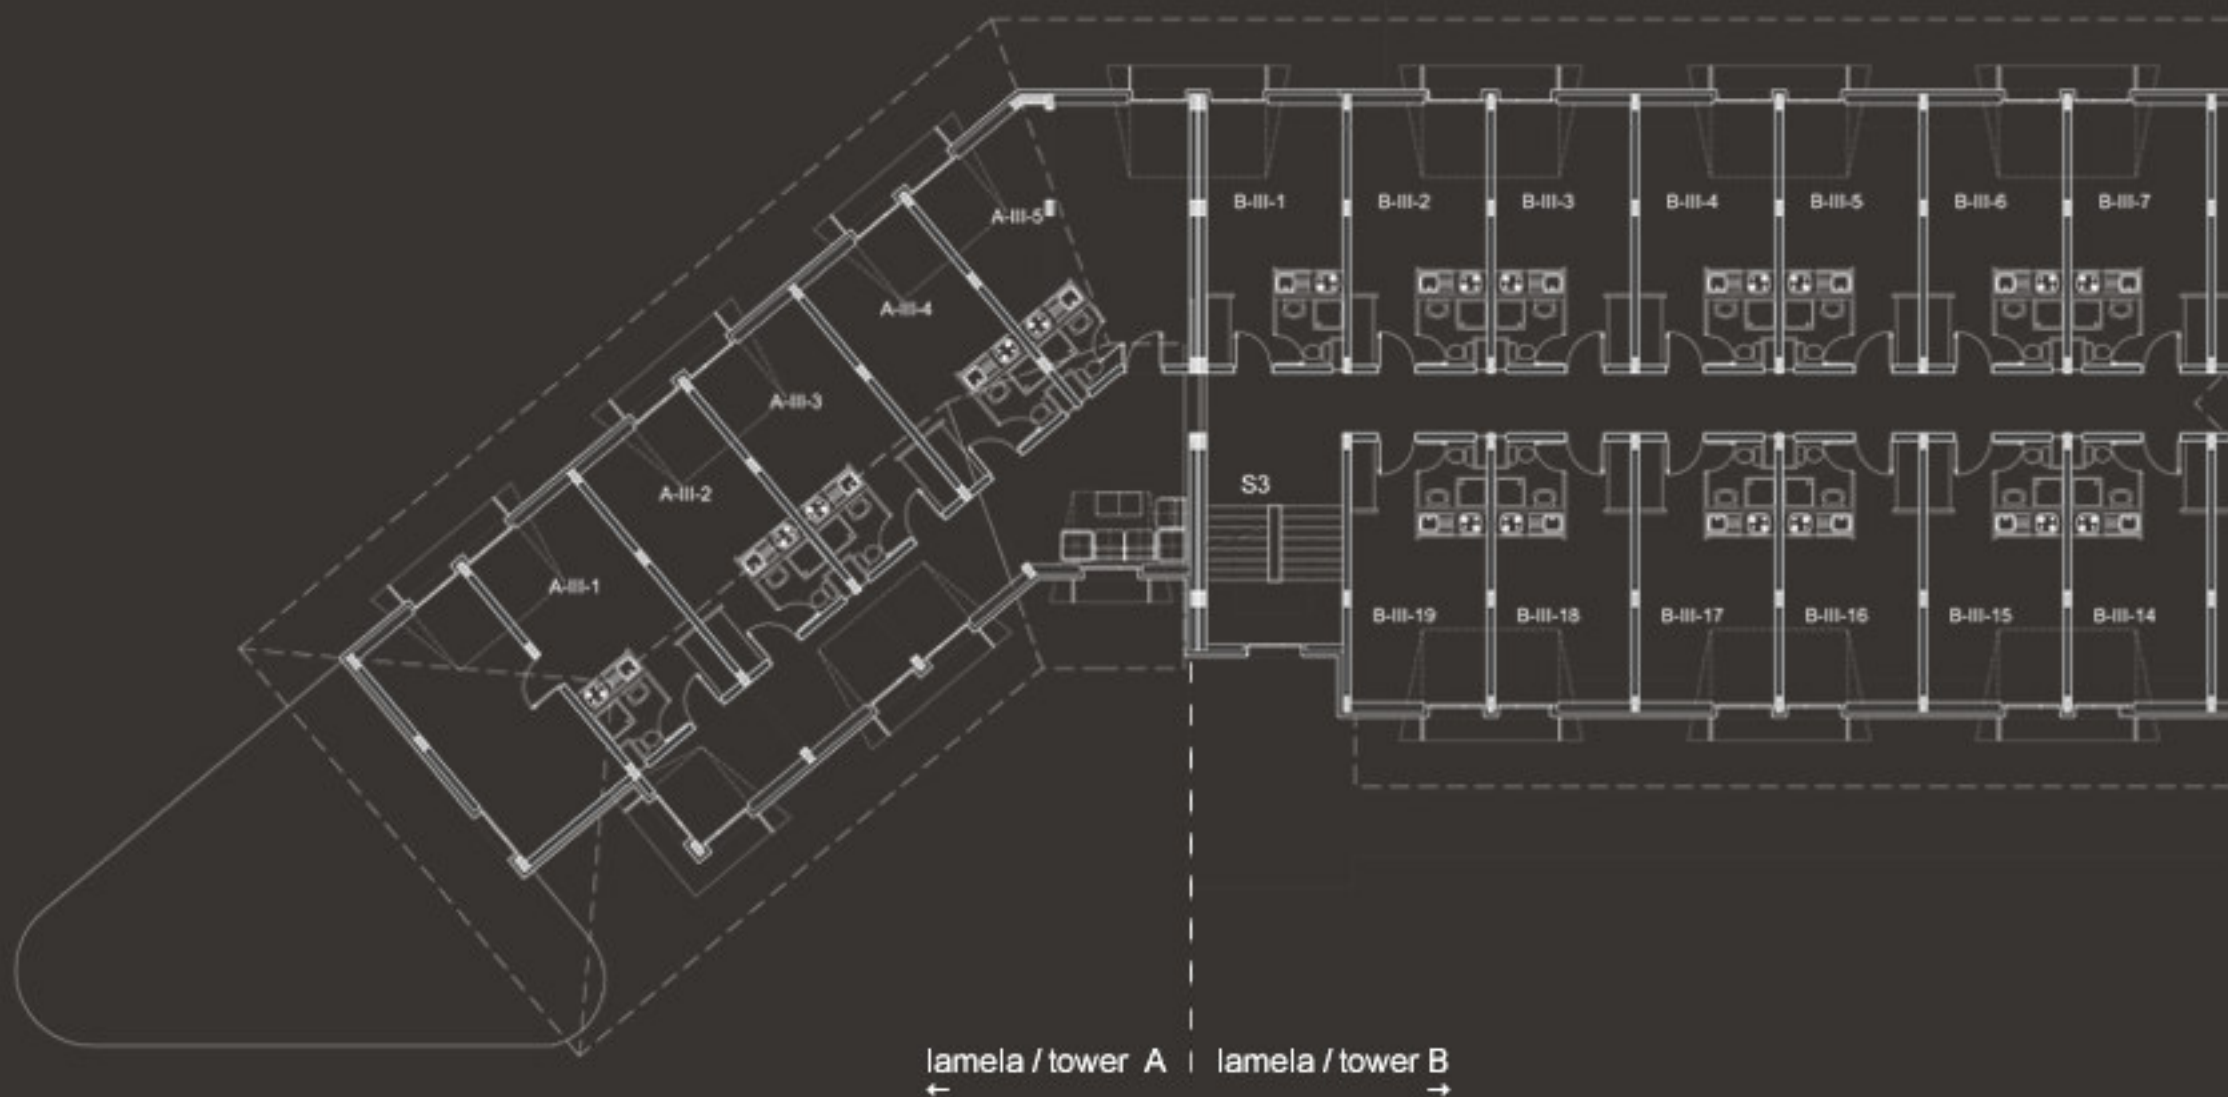 B-III-1
B-III-2
B-III-3
B-III-4
B-III-5
B-III-6
B-III-7
A-III-5
A-III-4
A-III-3
A-III-2
A-III-1
S3
B-III-19
B-III-18
B-III-17
B-III-16
B-III-15
B-III-14
lamela / tower A
lamela / tower B